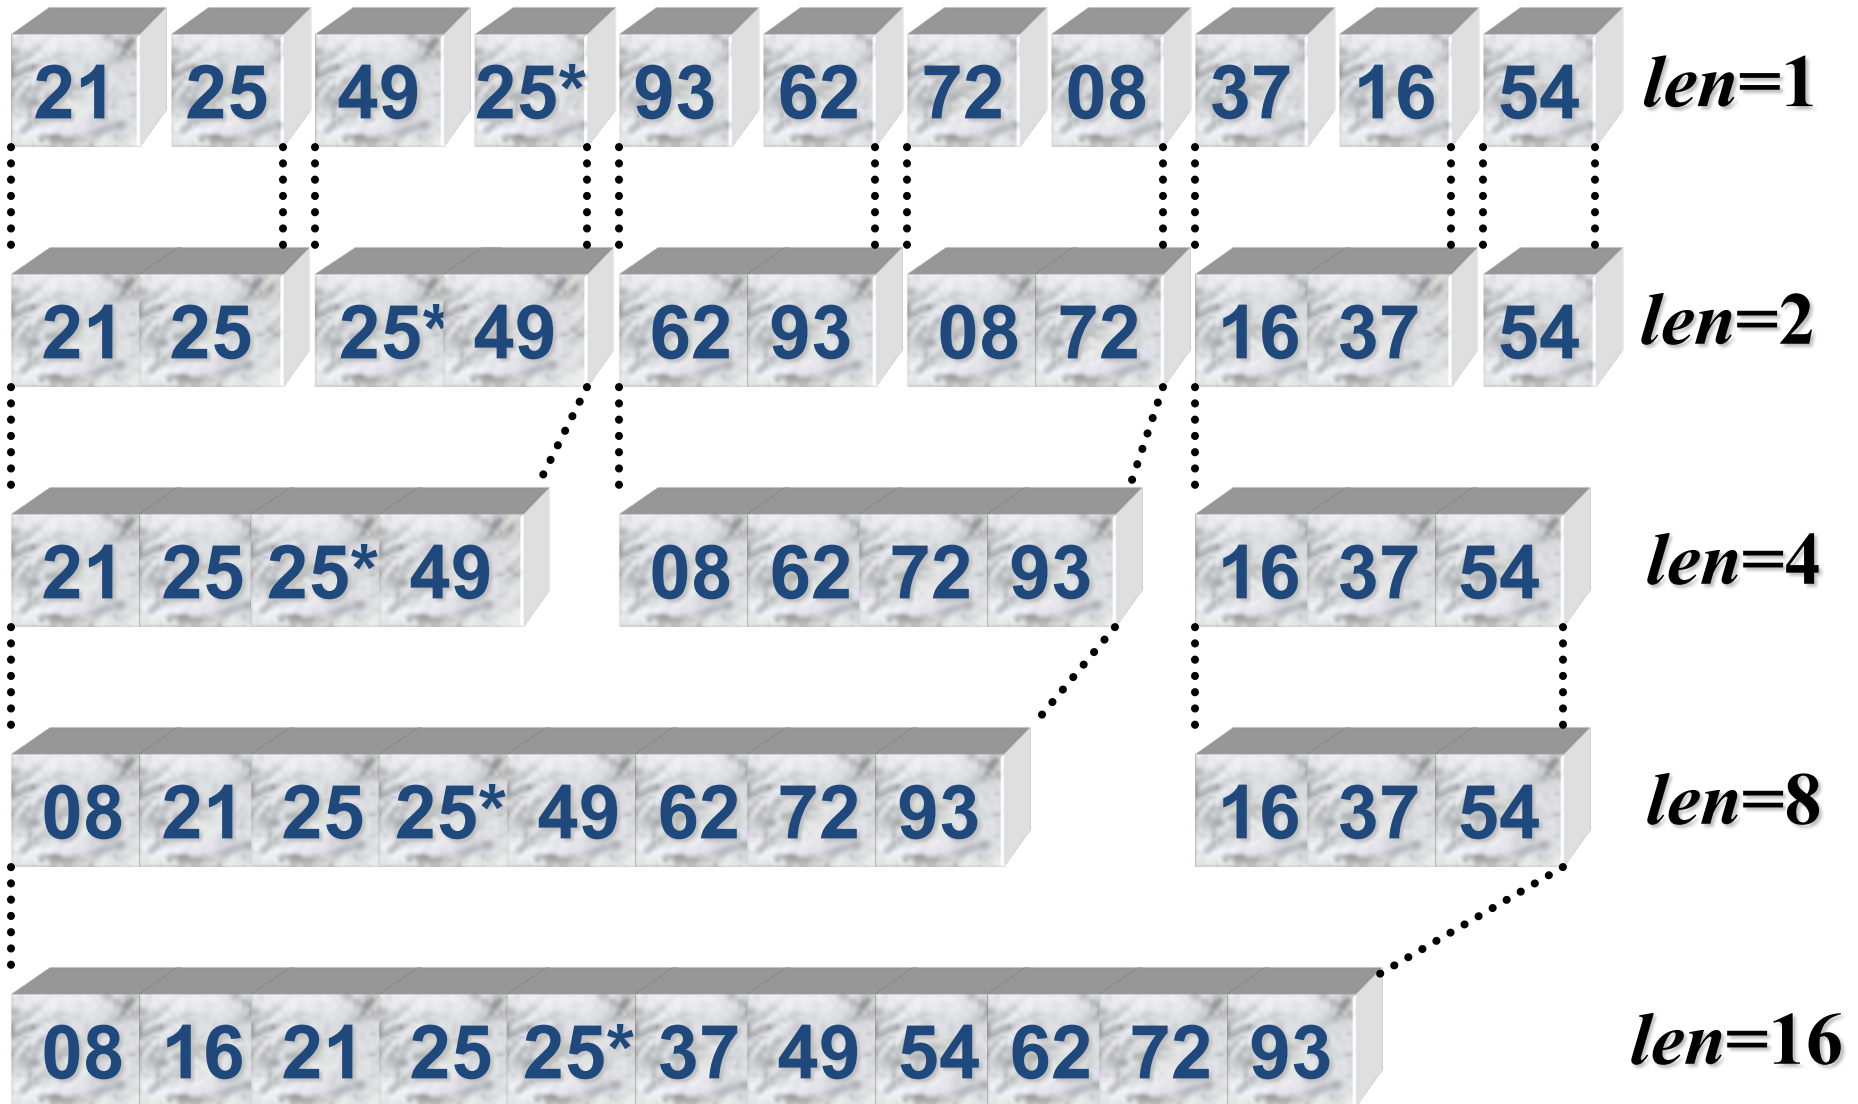 21 25 49 25* 93 62 72 08 37 16 54 len=1
21 25 25* 49 62 93 08 72 16 37 54 len=2
21 25 25* 49 08 62 72 93 16 37 54 len=4
08 21 25 25* 49 62 72 93 16 37 54 len=8
08 16 21 25 25* 37 49 54 62 72 93 len=16